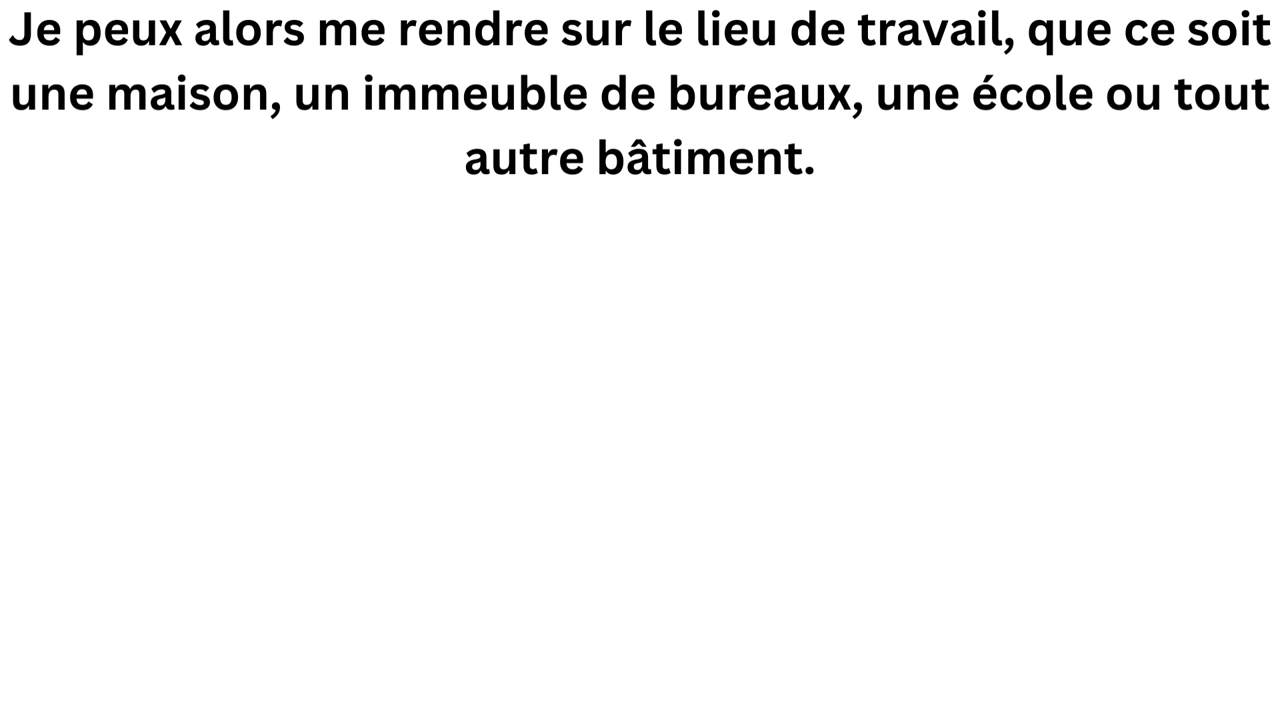 Je peux alors me rendre sur le lieu de travail, que ce soit
une maison, un immeuble de bureaux, une école ou tout
autre bâtiment.